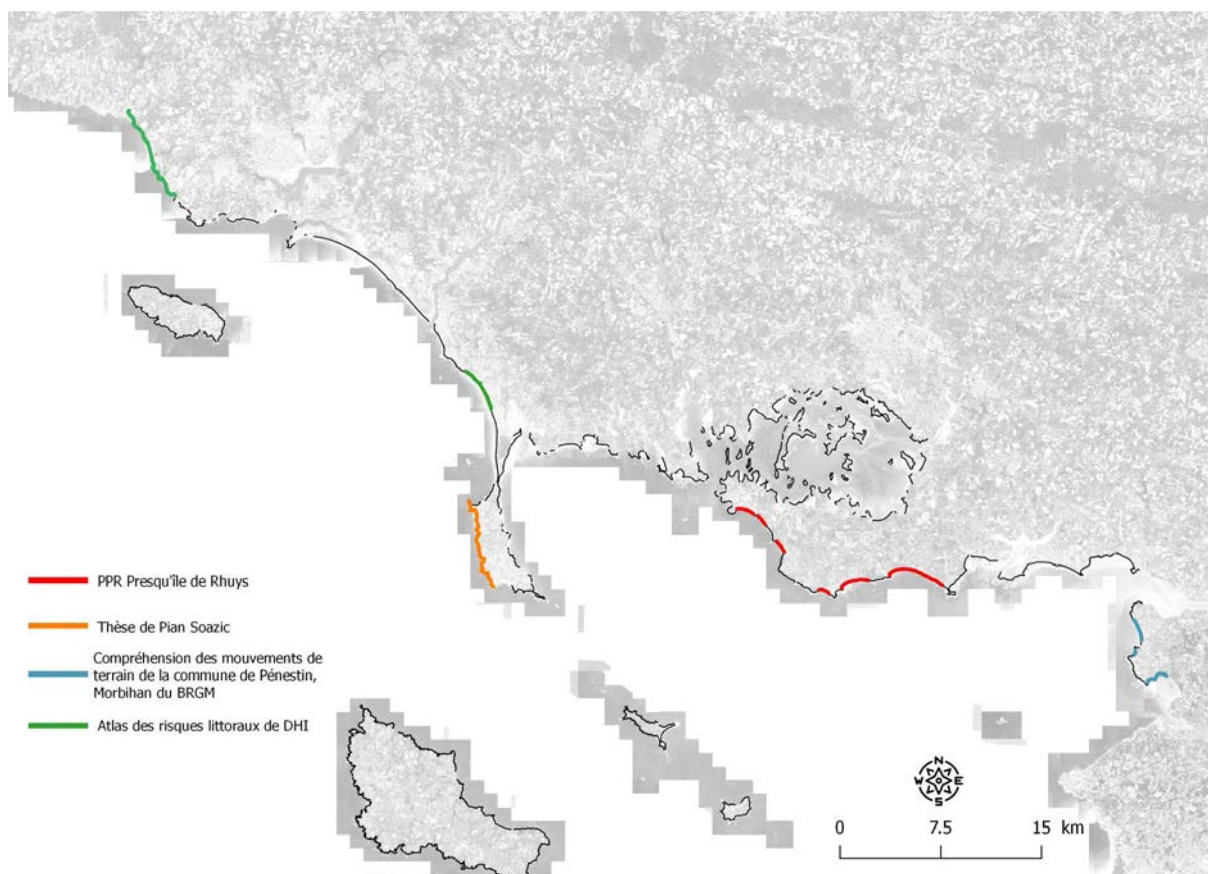 PPR Presqu'île de Rhuys
Thèse de Pian Soazic
Compréhension des mouvements de
terrain de la commune de Pénestin,
Morbihan du BRGM
Atlas des risques littoraux de DHI
N
W E
S
0 7.5 15 km